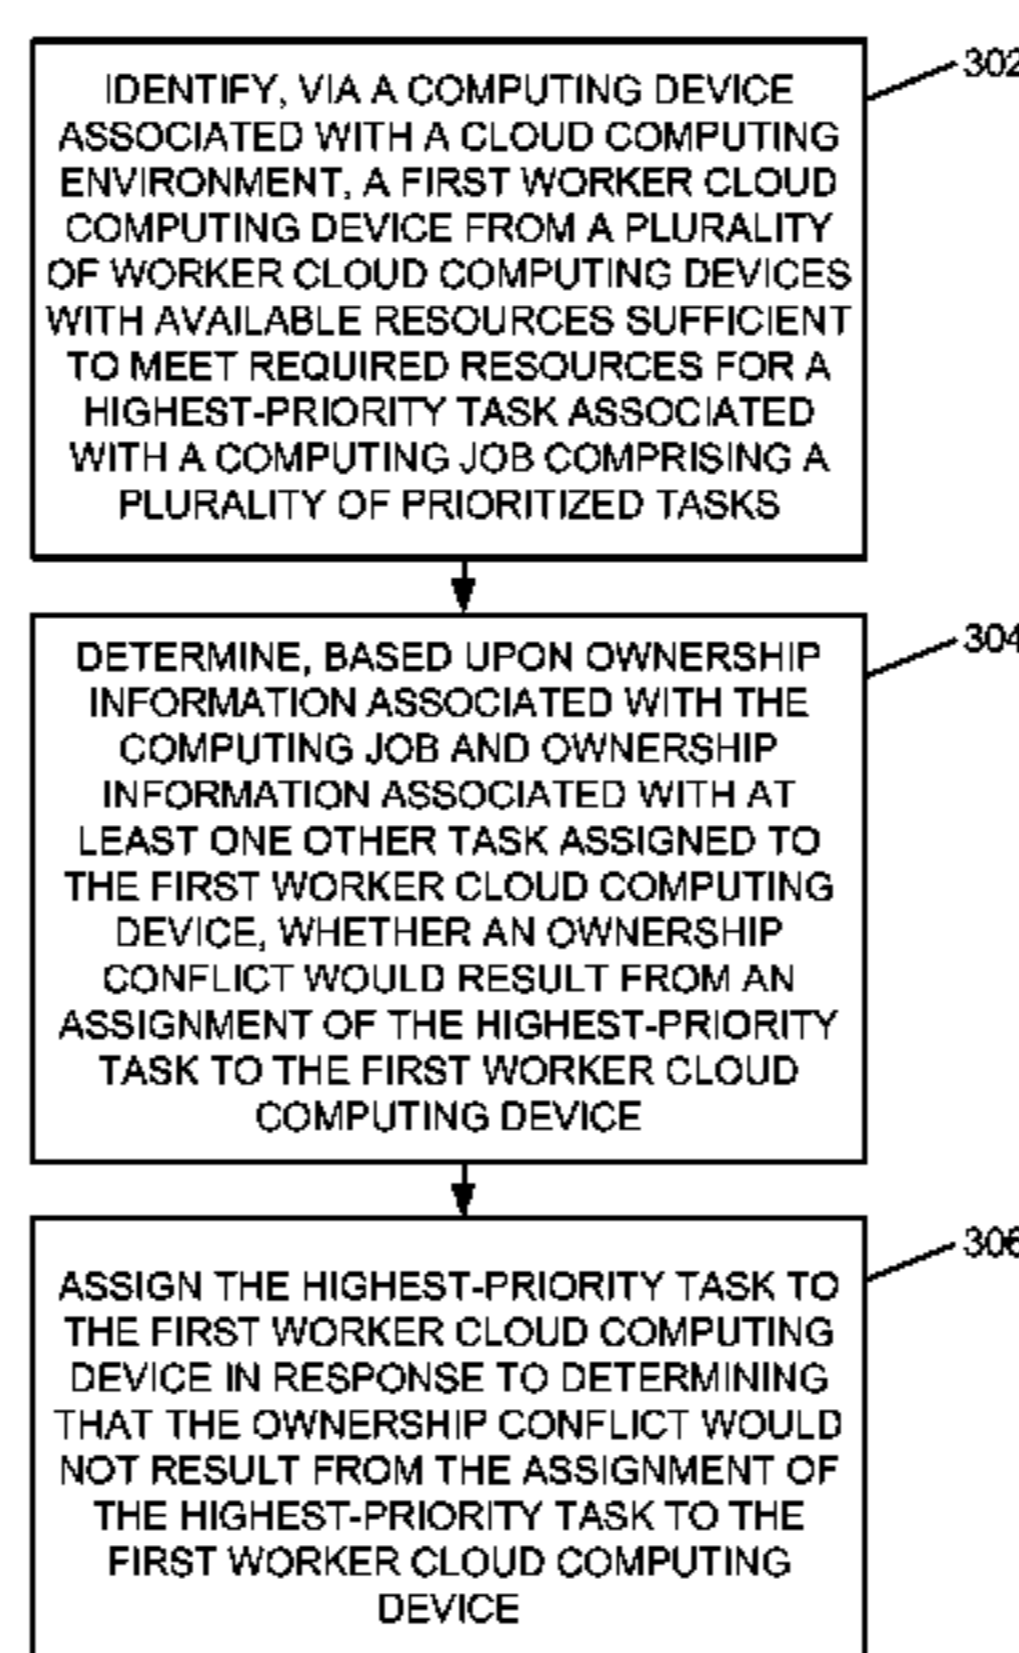 302
IDENTIFY, VIA A COMPUTING DEVICE
ASSOCIATED WITH A CLOUD COMPUTING
ENVIRONMENT, A FIRST WORKER CLOUD
COMPUTING DEVICE FROM A PLURALITY
OF WORKER CLOUD COMPUTING DEVICES
WITH AVAILABLE RESOURCES SUFFICIENT
TO MEET REQUIRED RESOURCES FOR A
HIGHEST-PRIORITY TASK ASSOCIATED
WITH A COMPUTING JOB COMPRISING A
PLURALITY OF PRIORITIZED TASKS
304
DETERMINE, BASED UPON OWNERSHIP
INFORMATION ASSOCIATED WITH THE
COMPUTING JOB AND OWNERSHIP
INFORMATION ASSOCIATED WITH AT
LEAST ONE OTHER TASK ASSIGNED TO
THE FIRST WORKER CLOUD COMPUTING
DEVICE, WHETHER AN OWNERSHIP
CONFLICT WOULD RESULT FROM AN
ASSIGNMENT OF THE HIGHEST-PRIORITY
TASK TO THE FIRST WORKER CLOUD
COMPUTING DEVICE
306
ASSIGN THE HIGHEST-PRIORITY TASK TO
THE FIRST WORKER CLOUD COMPUTING
DEVICE IN RESPONSE TO DETERMINING
THAT THE OWNERSHIP CONFLICT WOULD
NOT RESULT FROM THE ASSIGNMENT OF
THE HIGHEST-PRIORITY TASK TO THE
FIRST WORKER CLOUD COMPUTING
DEVICE